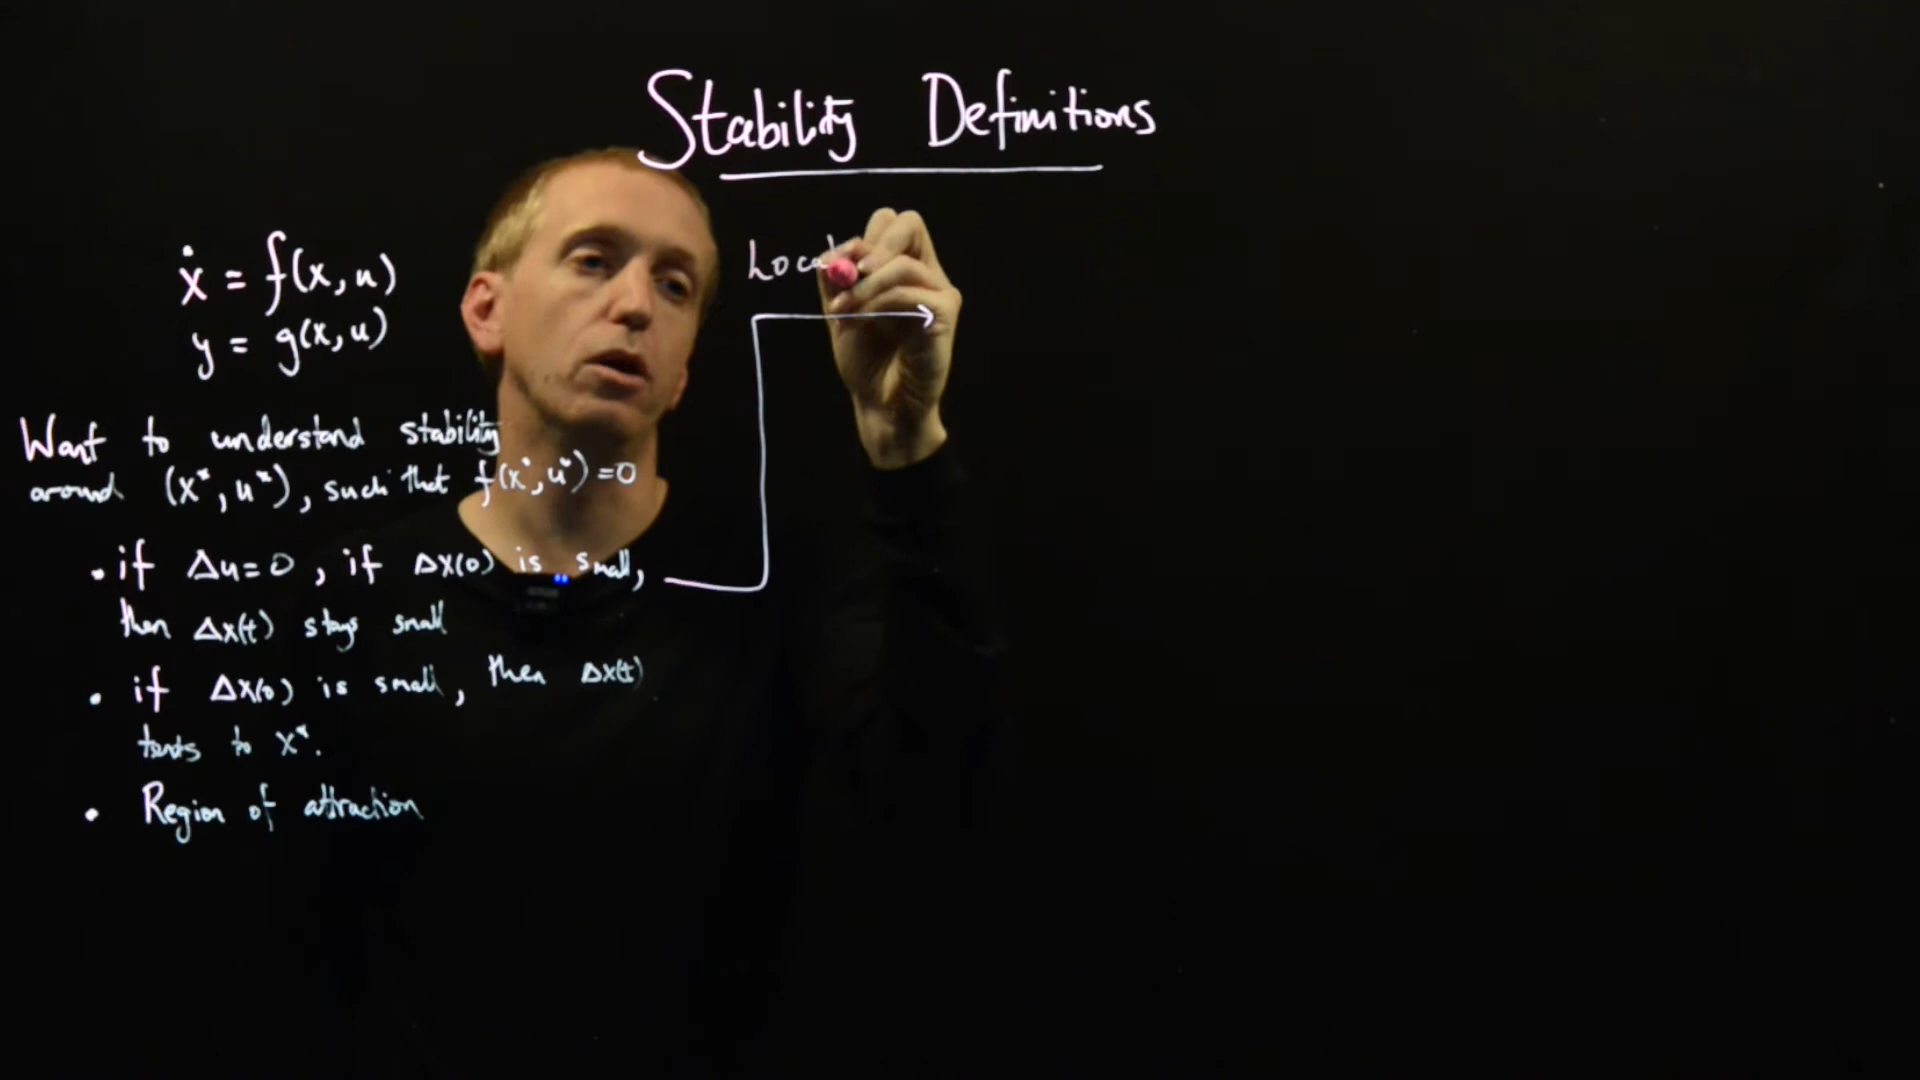 Stability Definitions
ẋ = f(x, u)
y = g(x, u)
Want to understand stability
around (x*, u*), such that f(x*, u*) = 0
• if Δu = 0, if Δx(0) is small,
then Δx(t) stays small
• if Δx(0) is small, then Δx(t)
tends to x*.
• Region of attraction
Local